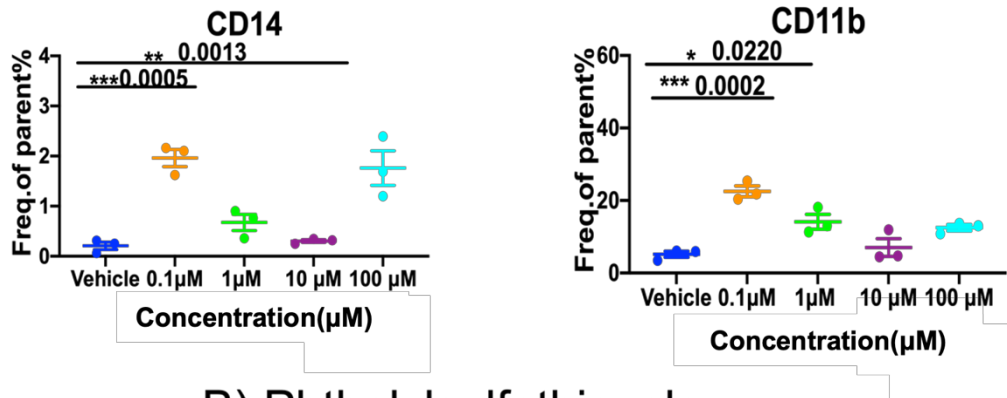 CD14
Freq.of parent%
4
3
2
1
0
** 0.0013
***0.0005
Vehicle 0.1µM 1µM 10 µM 100 µM
Concentration(µM)
CD11b
Freq.of parent%
60
40
20
0
* 0.0220
*** 0.0002
Vehicle 0.1µM 1µM 10 µM 100 µM
Concentration(µM)